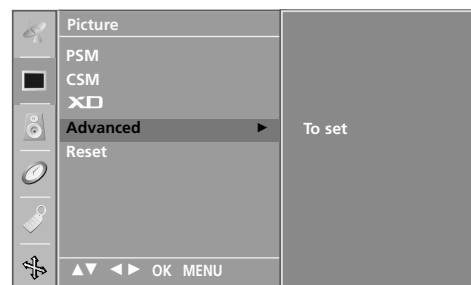 Picture
PSM
CSM
XD
Advanced ► To set
Reset
▲▼ ◄► OK MENU